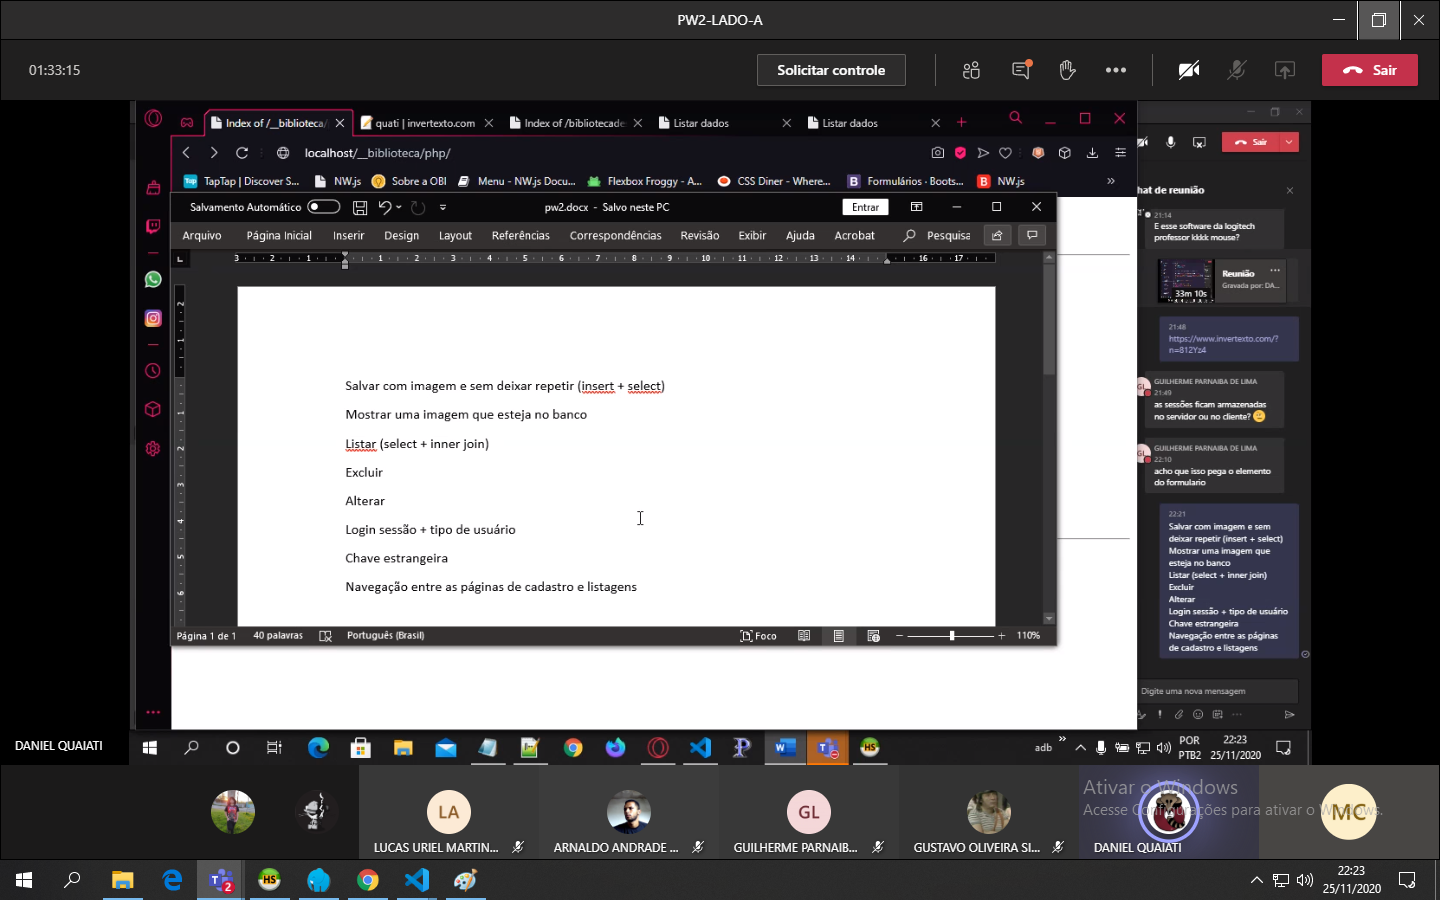 PW2-LADO-A
01:33:15
Solicitar controle
Sair
Index of /__biblioteca/
quati | invertexto.com
Index of /bibliotecade
Listar dados
Listar dados
localhost/__biblioteca/php/
TapTap | Discover S...
NW.js
Sobre a OBI
Menu - NW.js Docu...
Flexbox Froggy - A...
CSS Diner - Where...
Formulários · Boots...
NW.js
Salvamento Automático
pw2.docx - Salvo neste PC
Entrar
Arquivo
Página Inicial
Inserir
Design
Layout
Referências
Correspondências
Revisão
Exibir
Ajuda
Acrobat
Pesquisa
Salvar com imagem e sem deixar repetir (insert + select)
Mostrar uma imagem que esteja no banco
Listar (select + inner join)
Excluir
Alterar
Login sessão + tipo de usuário
Chave estrangeira
Navegação entre as páginas de cadastro e listagens
Página 1 de 1
40 palavras
Português (Brasil)
Foco
110%
Sair
hat de reunião
21:14
E esse software da logitech
professor kkkk mouse?
Reunião
Gravada por: DA...
33m 10s
21:48
https://www.invertexto.com/?
n=812Yz4
GUILHERME PARNAIBA DE LIMA
21:49
as sessões ficam armazenadas
no servidor ou no cliente?
GUILHERME PARNAIBA DE LIMA
22:10
acho que isso pega o elemento
do formulario
22:21
Salvar com imagem e sem
deixar repetir (insert + select)
Mostrar uma imagem que
esteja no banco
Listar (select + inner join)
Excluir
Alterar
Login sessão + tipo de usuário
Chave estrangeira
Navegação entre as páginas
de cadastro e listagens
Digite uma nova mensagem
DANIEL QUAIATI
adb
POR
PTB2
22:23
25/11/2020
LA
LUCAS URIEL MARTIN...
ARNALDO ANDRADE ...
GL
GUILHERME PARNAIB...
GUSTAVO OLIVEIRA SI...
DANIEL QUAIATI
MC
Ativar o Windows
Acesse Configurações para ativar o Windows.
22:23
25/11/2020